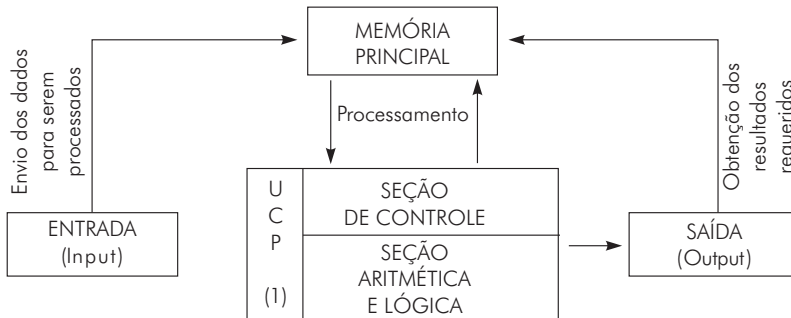 MEMÓRIA
PRINCIPAL
Envio dos dados
para serem
processados
Processamento
Obtenção dos
resultados
requeridos
ENTRADA
(Input)
U
C
P
(1)
SEÇÃO
DE CONTROLE
SEÇÃO
ARITMÉTICA
E LÓGICA
SAÍDA
(Output)